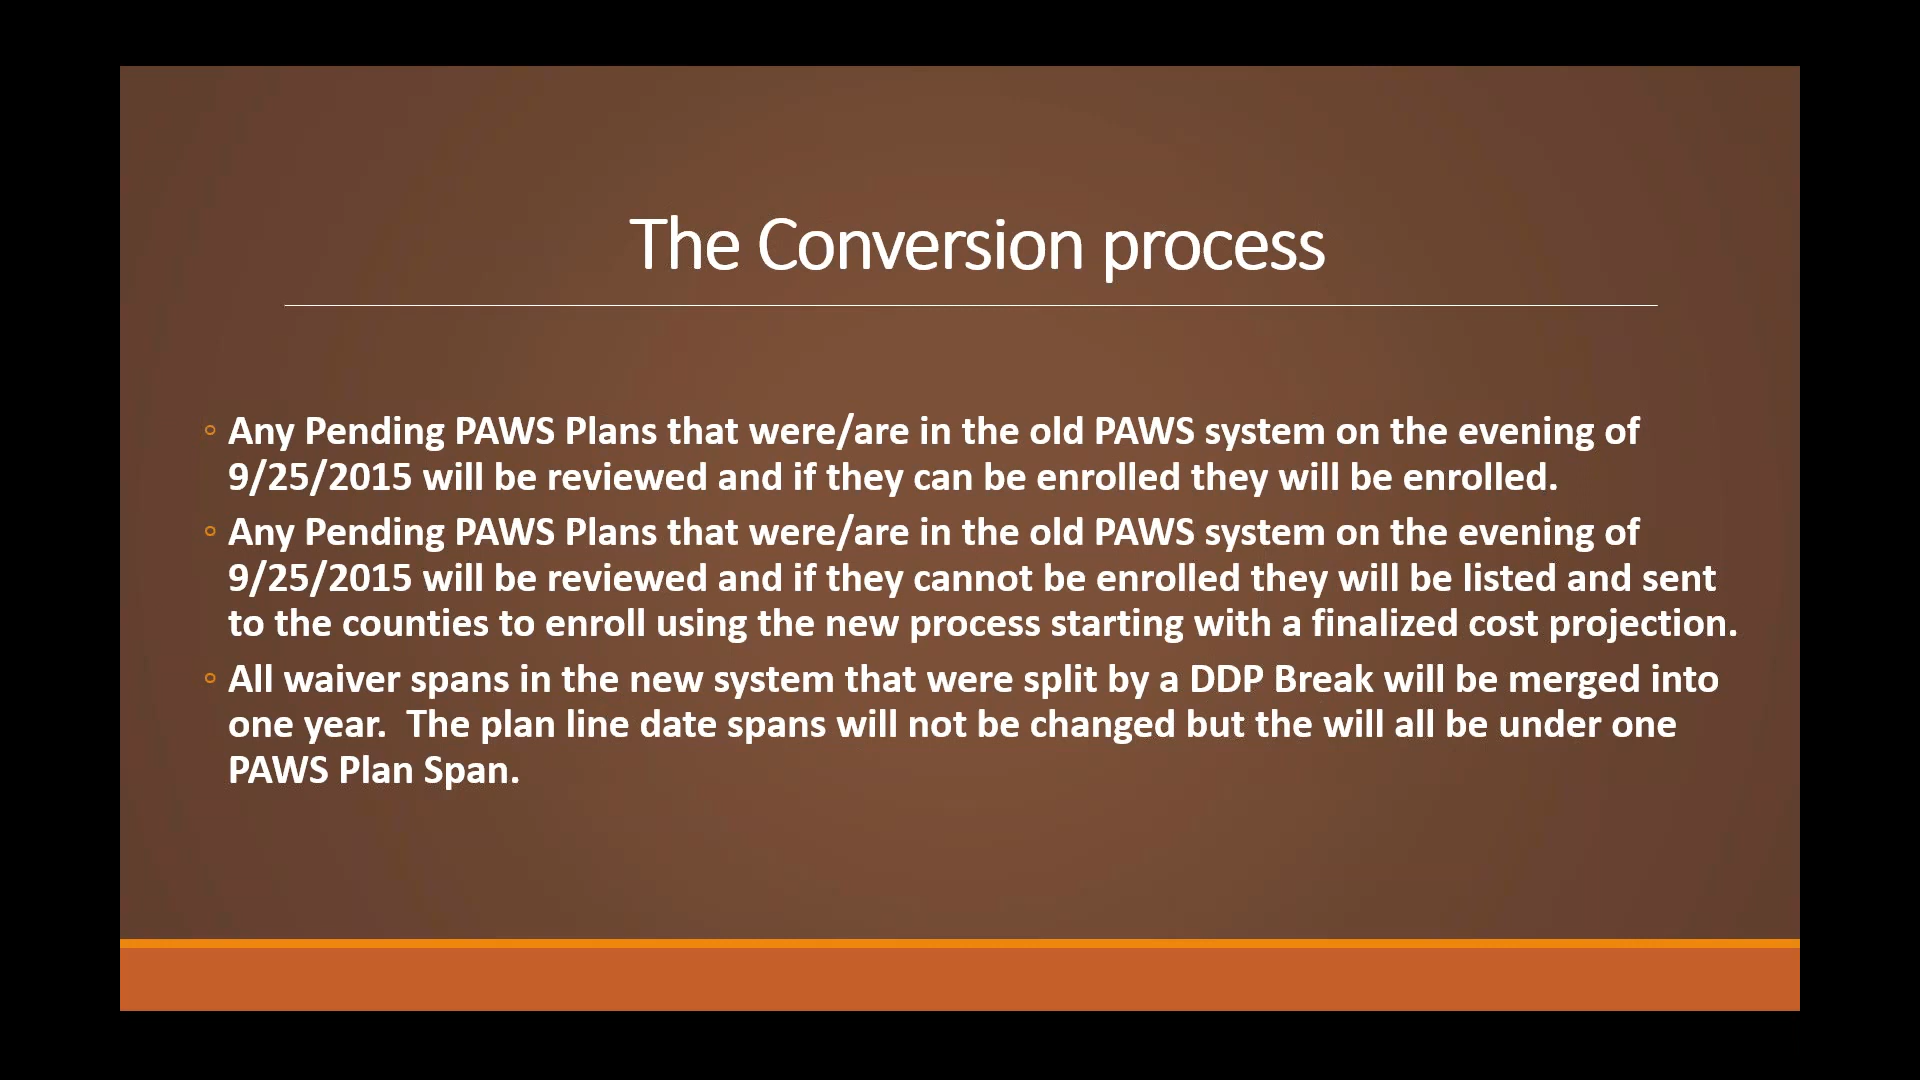 The Conversion process
◦ Any Pending PAWS Plans that were/are in the old PAWS system on the evening of
9/25/2015 will be reviewed and if they can be enrolled they will be enrolled.
◦ Any Pending PAWS Plans that were/are in the old PAWS system on the evening of
9/25/2015 will be reviewed and if they cannot be enrolled they will be listed and sent
to the counties to enroll using the new process starting with a finalized cost projection.
◦ All waiver spans in the new system that were split by a DDP Break will be merged into
one year.  The plan line date spans will not be changed but the will all be under one
PAWS Plan Span.